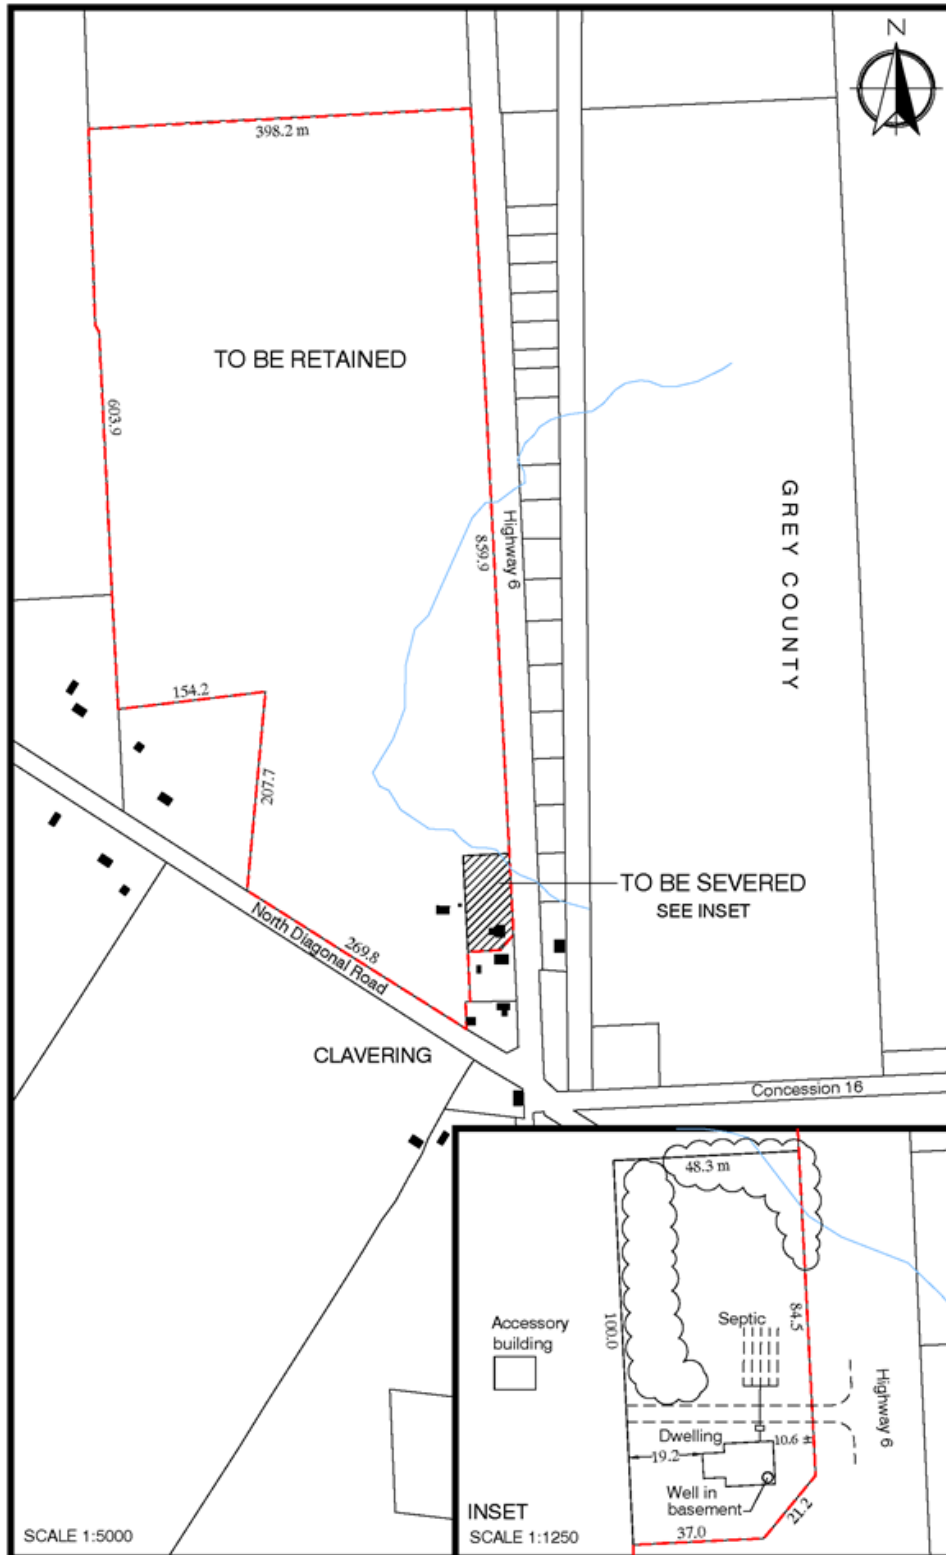 N
398.2 m
TO BE RETAINED
603.9
859.9
Highway 6
GREY COUNTY
154.2
207.7
TO BE SEVERED
SEE INSET
269.8
North Diagonal Road
CLAVERING
Concession 16
48.3 m
100.0
84.5
Septic
Accessory
building
Highway 6
Dwelling
10.6 ±
19.2
Well in
basement
21.2
37.0
INSET
SCALE 1:1250
SCALE 1:5000